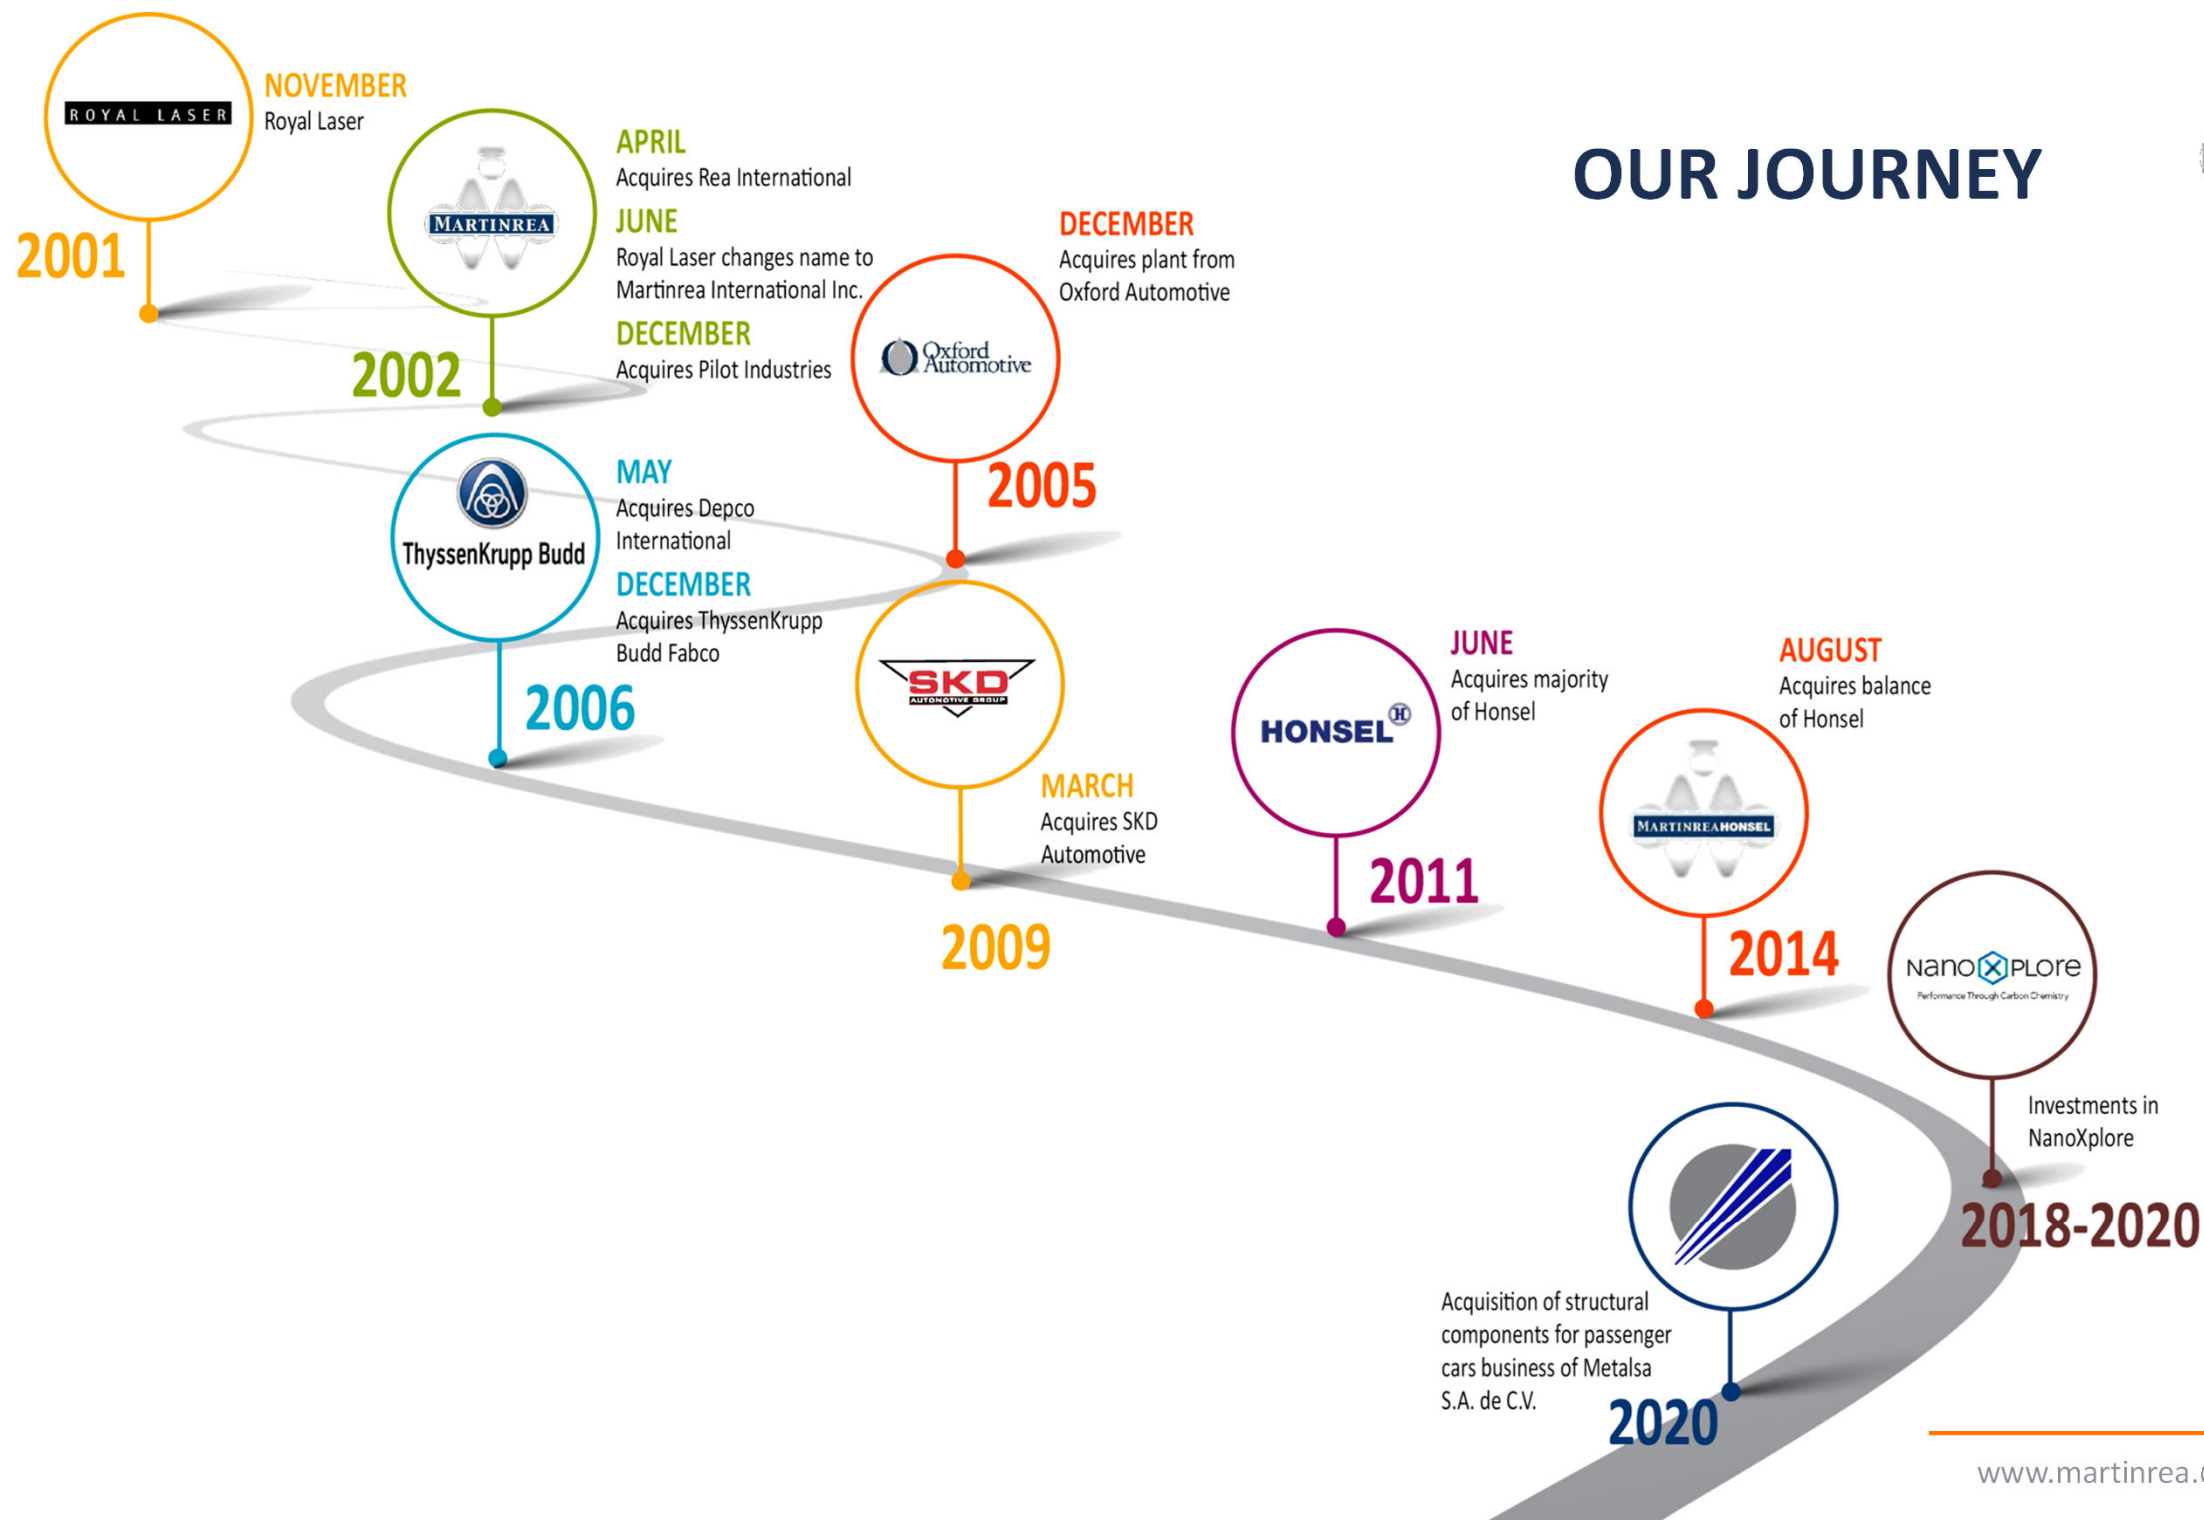 OUR JOURNEY
ROYAL LASER
NOVEMBER
Royal Laser
2001
MARTINREA
APRIL
Acquires Rea International
JUNE
Royal Laser changes name to
Martinrea International Inc.
DECEMBER
Acquires Pilot Industries
2002
Oxford
Automotive
DECEMBER
Acquires plant from
Oxford Automotive
2005
ThyssenKrupp Budd
MAY
Acquires Depco
International
DECEMBER
Acquires ThyssenKrupp
Budd Fabco
2006
SKD
AUTOMOTIVE GROUP
MARCH
Acquires SKD
Automotive
2009
HONSEL H
JUNE
Acquires majority
of Honsel
2011
MARTINREAHONSEL
AUGUST
Acquires balance
of Honsel
2014
NanoXPLore
Performance Through Carbon Chemistry
Investments in
NanoXplore
2018-2020
Acquisition of structural
components for passenger
cars business of Metalsa
S.A. de C.V.
2020
www.martinrea.